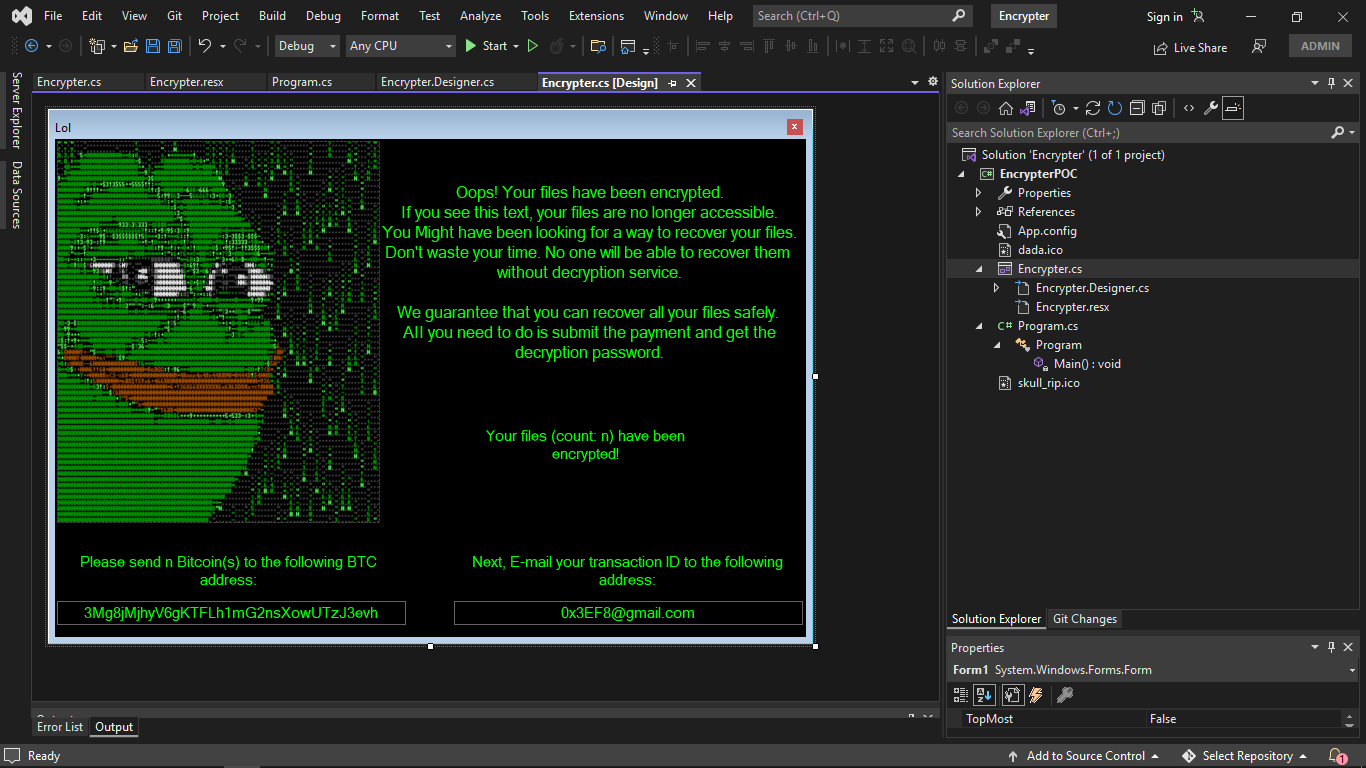 File Edit View Git Project Build Debug Format Test Analyze Tools Extensions Window Help Search (Ctrl+Q) Encrypter Sign in
Debug Any CPU Start Live Share ADMIN
Server Explorer
Data Sources
Encrypter.cs Encrypter.resx Program.cs Encrypter.Designer.cs Encrypter.cs [Design]
Lol
Oops! Your files have been encrypted.
If you see this text, your files are no longer accessible.
You Might have been looking for a way to recover your files.
Don't waste your time. No one will be able to recover them
without decryption service.
We guarantee that you can recover all your files safely.
All you need to do is submit the payment and get the
decryption password.
Your files (count: n) have been
encrypted!
Please send n Bitcoin(s) to the following BTC
address:
3Mg8jMjhyV6gKTFLh1mG2nsXowUTzJ3evh
Next, E-mail your transaction ID to the following
address:
0x3EF8@gmail.com
Solution Explorer
Search Solution Explorer (Ctrl+;)
Solution 'Encrypter' (1 of 1 project)
C# EncrypterPOC
Properties
References
App.config
dada.ico
Encrypter.cs
Encrypter.Designer.cs
Encrypter.resx
C# Program.cs
Program
Main() : void
skull_rip.ico
Solution Explorer Git Changes
Properties
Form1 System.Windows.Forms.Form
TopMost False
Error List Output
Ready Add to Source Control Select Repository 1